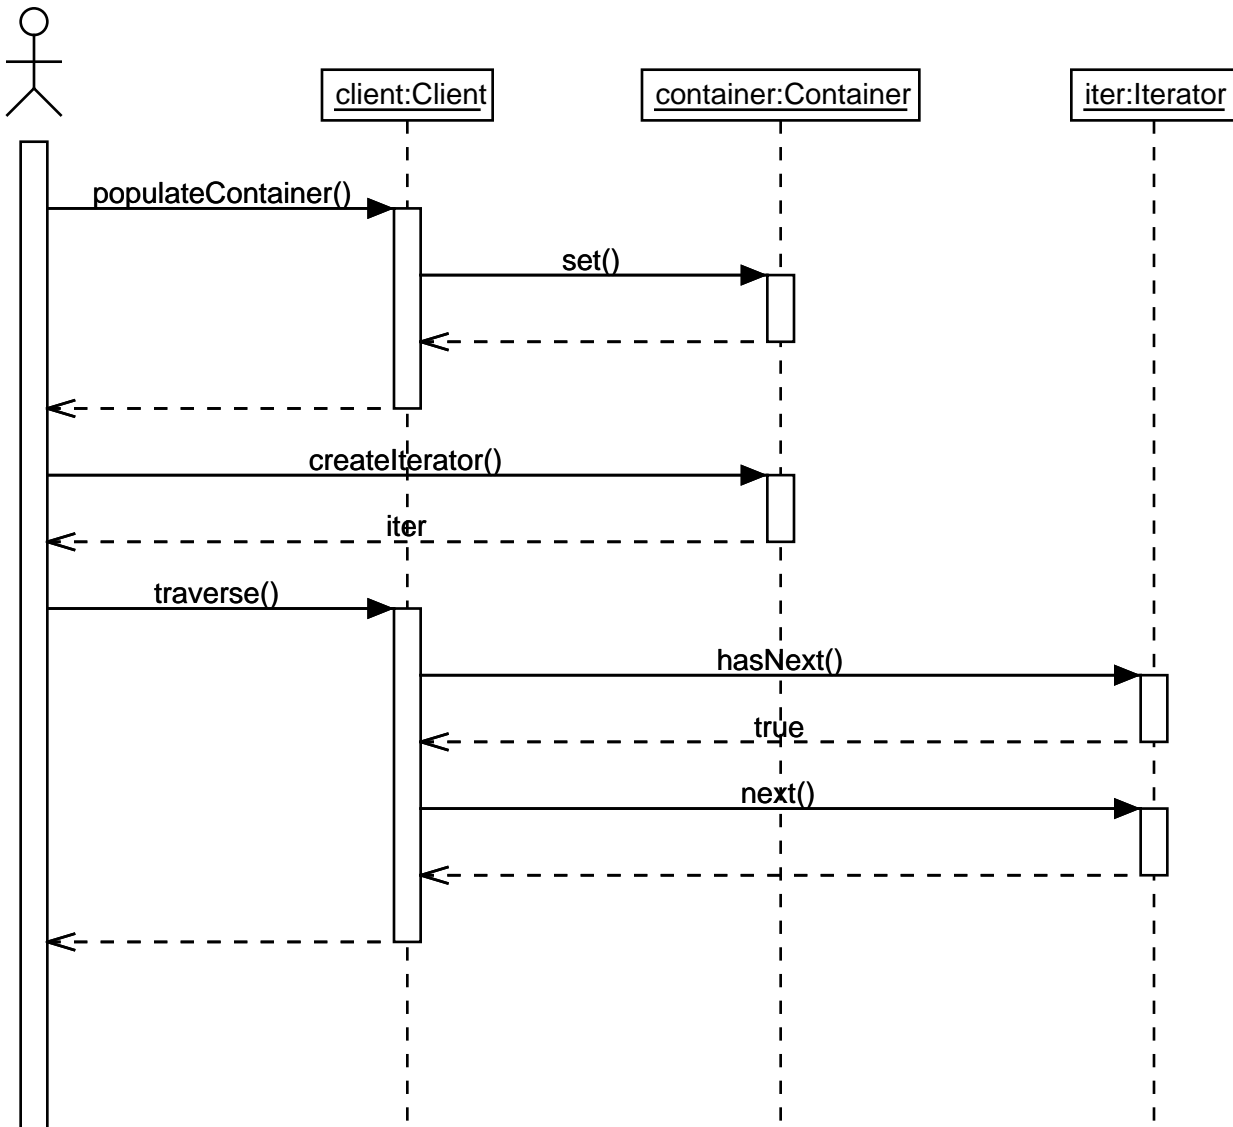 client:Client
container:Container
iter:Iterator
populateContainer()
set()
createIterator()
iter
traverse()
hasNext()
true
next()